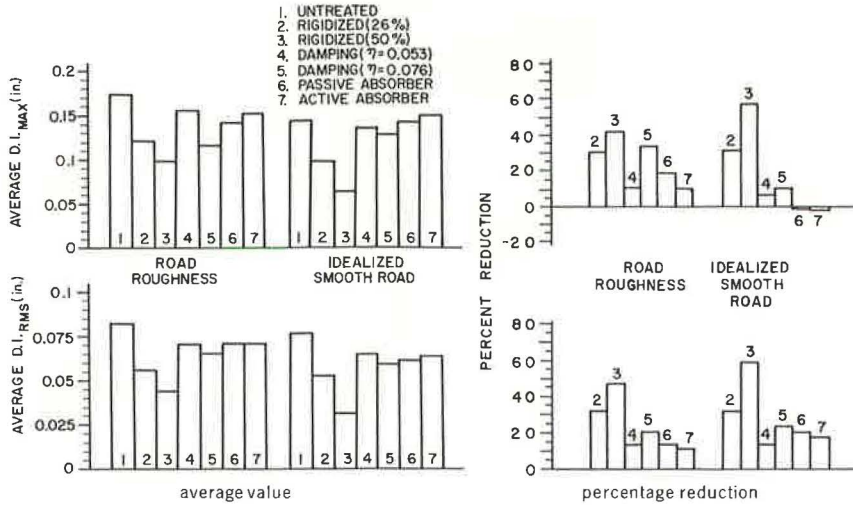 1. UNTREATED
2. RIGIDIZED(26%)
3. RIGIDIZED(50%)
4. DAMPING(η=0.053)
5. DAMPING(η=0.076)
6. PASSIVE ABSORBER
7. ACTIVE ABSORBER
AVERAGE D.I.MAX(in.)
0.2
0.15
0.1
0.05
0
1 2 3 4 5 6 7
1 2 3 4 5 6 7
ROAD ROUGHNESS
IDEALIZED SMOOTH ROAD
AVERAGE D.I.RMS(in.)
0.1
0.075
0.05
0.025
0
1 2 3 4 5 6 7
1 2 3 4 5 6 7
average value
PERCENT REDUCTION
80
60
40
20
0
-20
2 3 4 5 6 7
2 3 4 5 6 7
ROAD ROUGHNESS
IDEALIZED SMOOTH ROAD
80
60
40
20
0
2 3 4 5 6 7
2 3 4 5 6 7
percentage reduction